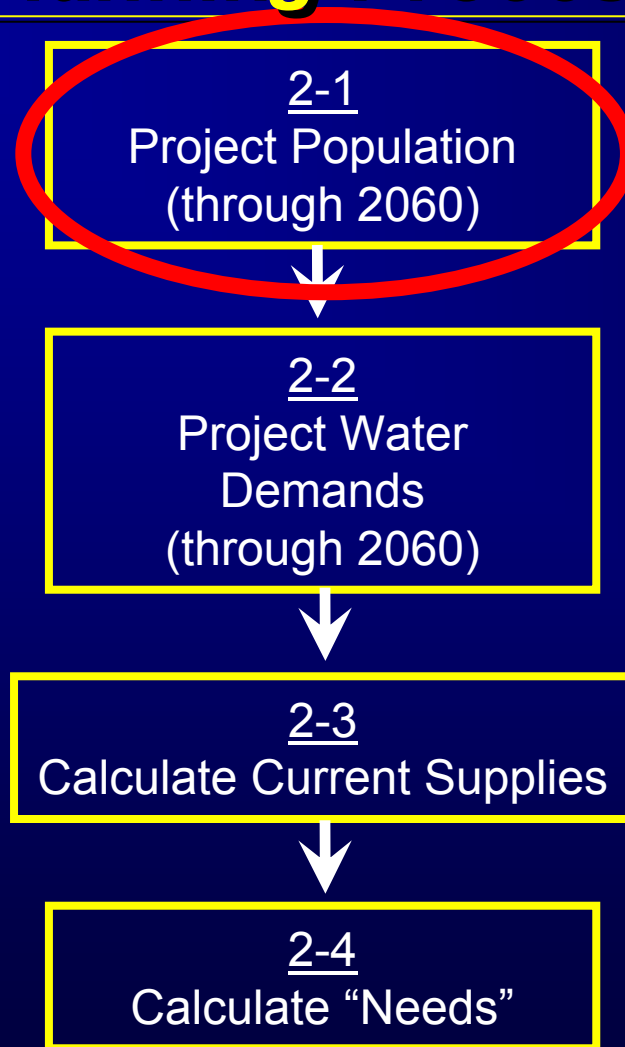 2-1
Project Population
(through 2060)
2-2
Project Water
Demands
(through 2060)
2-3
Calculate Current Supplies
2-4
Calculate “Needs”